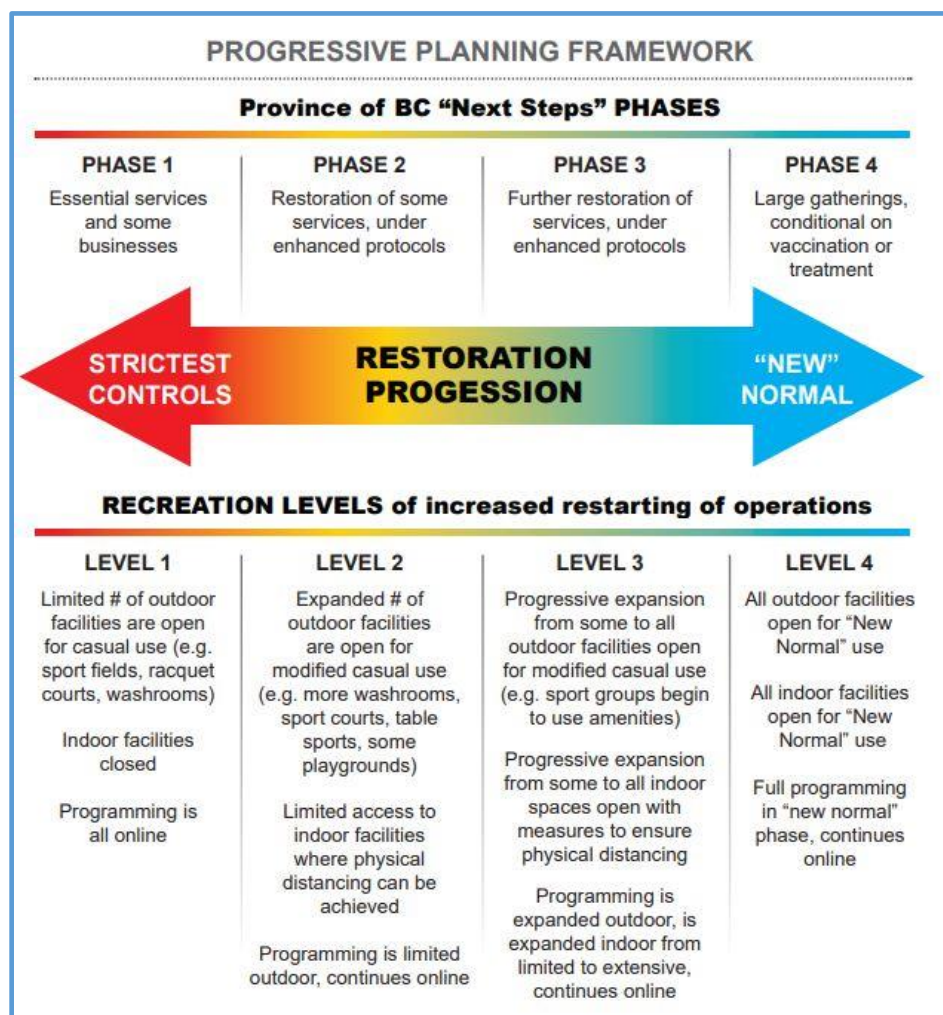 PROGRESSIVE PLANNING FRAMEWORK
Province of BC “Next Steps” PHASES
PHASE 1
Essential services
and some
businesses
PHASE 2
Restoration of some
services, under
enhanced protocols
PHASE 3
Further restoration of
services, under
enhanced protocols
PHASE 4
Large gatherings,
conditional on
vaccination or
treatment
STRICTEST
CONTROLS
RESTORATION
PROGESSION
“NEW”
NORMAL
RECREATION LEVELS of increased restarting of operations
LEVEL 1
Limited # of outdoor
facilities are open
for casual use (e.g.
sport fields, racquet
courts, washrooms)
Indoor facilities
closed
Programming is
all online
LEVEL 2
Expanded # of
outdoor facilities
are open for
modified casual use
(e.g. more washrooms,
sport courts, table
sports, some
playgrounds)
Limited access to
indoor facilities
where physical
distancing can be
achieved
Programming is limited
outdoor, continues online
LEVEL 3
Progressive expansion
from some to all
outdoor facilities open
for modified casual use
(e.g. sport groups begin
to use amenities)
Progressive expansion
from some to all indoor
spaces open with
measures to ensure
physical distancing
Programming is
expanded outdoor, is
expanded indoor from
limited to extensive,
continues online
LEVEL 4
All outdoor facilities
open for “New
Normal” use
All indoor facilities
open for “New
Normal” use
Full programming
in “new normal”
phase, continues
online